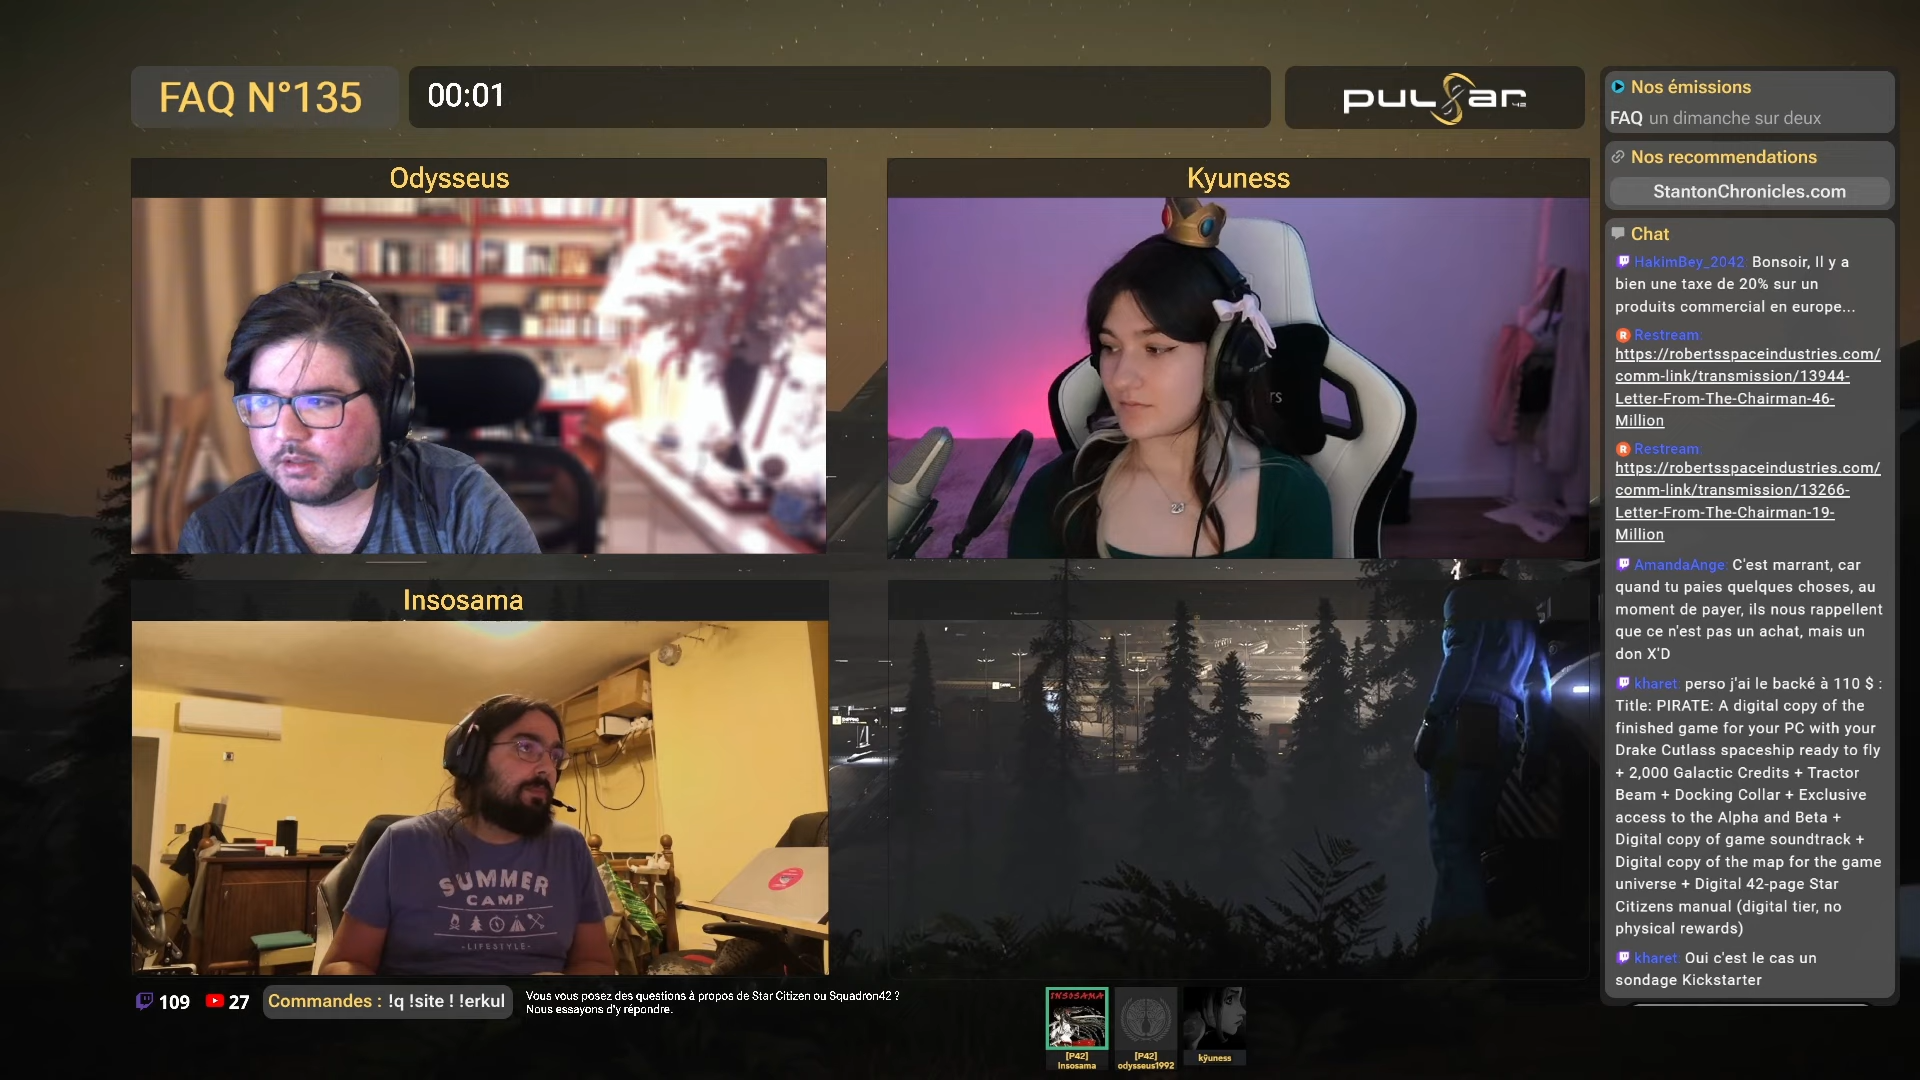 FAQ N°135
00:01
pulsar 42
Nos émissions
FAQ un dimanche sur deux
Nos recommendations
StantonChronicles.com
Odysseus
Kyuness
Insosama
RS
SUMMER
CAMP
-LIFESTYLE-
Chat
HakimBey_2042: Bonsoir, Il y a
bien une taxe de 20% sur un
produits commercial en europe...
Restream:
https://robertsspaceindustries.com/
comm-link/transmission/13944-
Letter-From-The-Chairman-46-
Million
Restream:
https://robertsspaceindustries.com/
comm-link/transmission/13266-
Letter-From-The-Chairman-19-
Million
AmandaAnge: C'est marrant, car
quand tu paies quelques choses, au
moment de payer, ils nous rappellent
que ce n'est pas un achat, mais un
don X'D
kharet: perso j'ai le backé à 110 $ :
Title: PIRATE: A digital copy of the
finished game for your PC with your
Drake Cutlass spaceship ready to fly
+ 2,000 Galactic Credits + Tractor
Beam + Docking Collar + Exclusive
access to the Alpha and Beta +
Digital copy of game soundtrack +
Digital copy of the map for the game
universe + Digital 42-page Star
Citizens manual (digital tier, no
physical rewards)
kharet: Oui c'est le cas un
sondage Kickstarter
109
27
Commandes : !q !site ! !erkul
Vous vous posez des questions à propos de Star Citizen ou Squadron42 ?
Nous essayons d'y répondre.
INSOSAMA
[P42]
Insosama
[P42]
odysseus1992
kÿuness